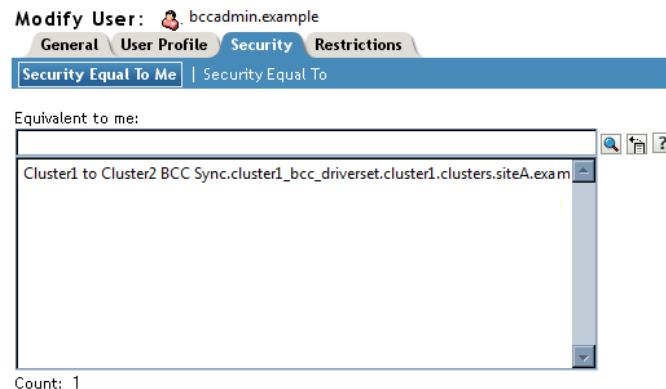 Modify User: bccadmin.example
General User Profile Security Restrictions
Security Equal To Me | Security Equal To
Equivalent to me:
?
Cluster1 to Cluster2 BCC Sync.cluster1_bcc_driverset.cluster1.clusters.siteA.exam
Count: 1